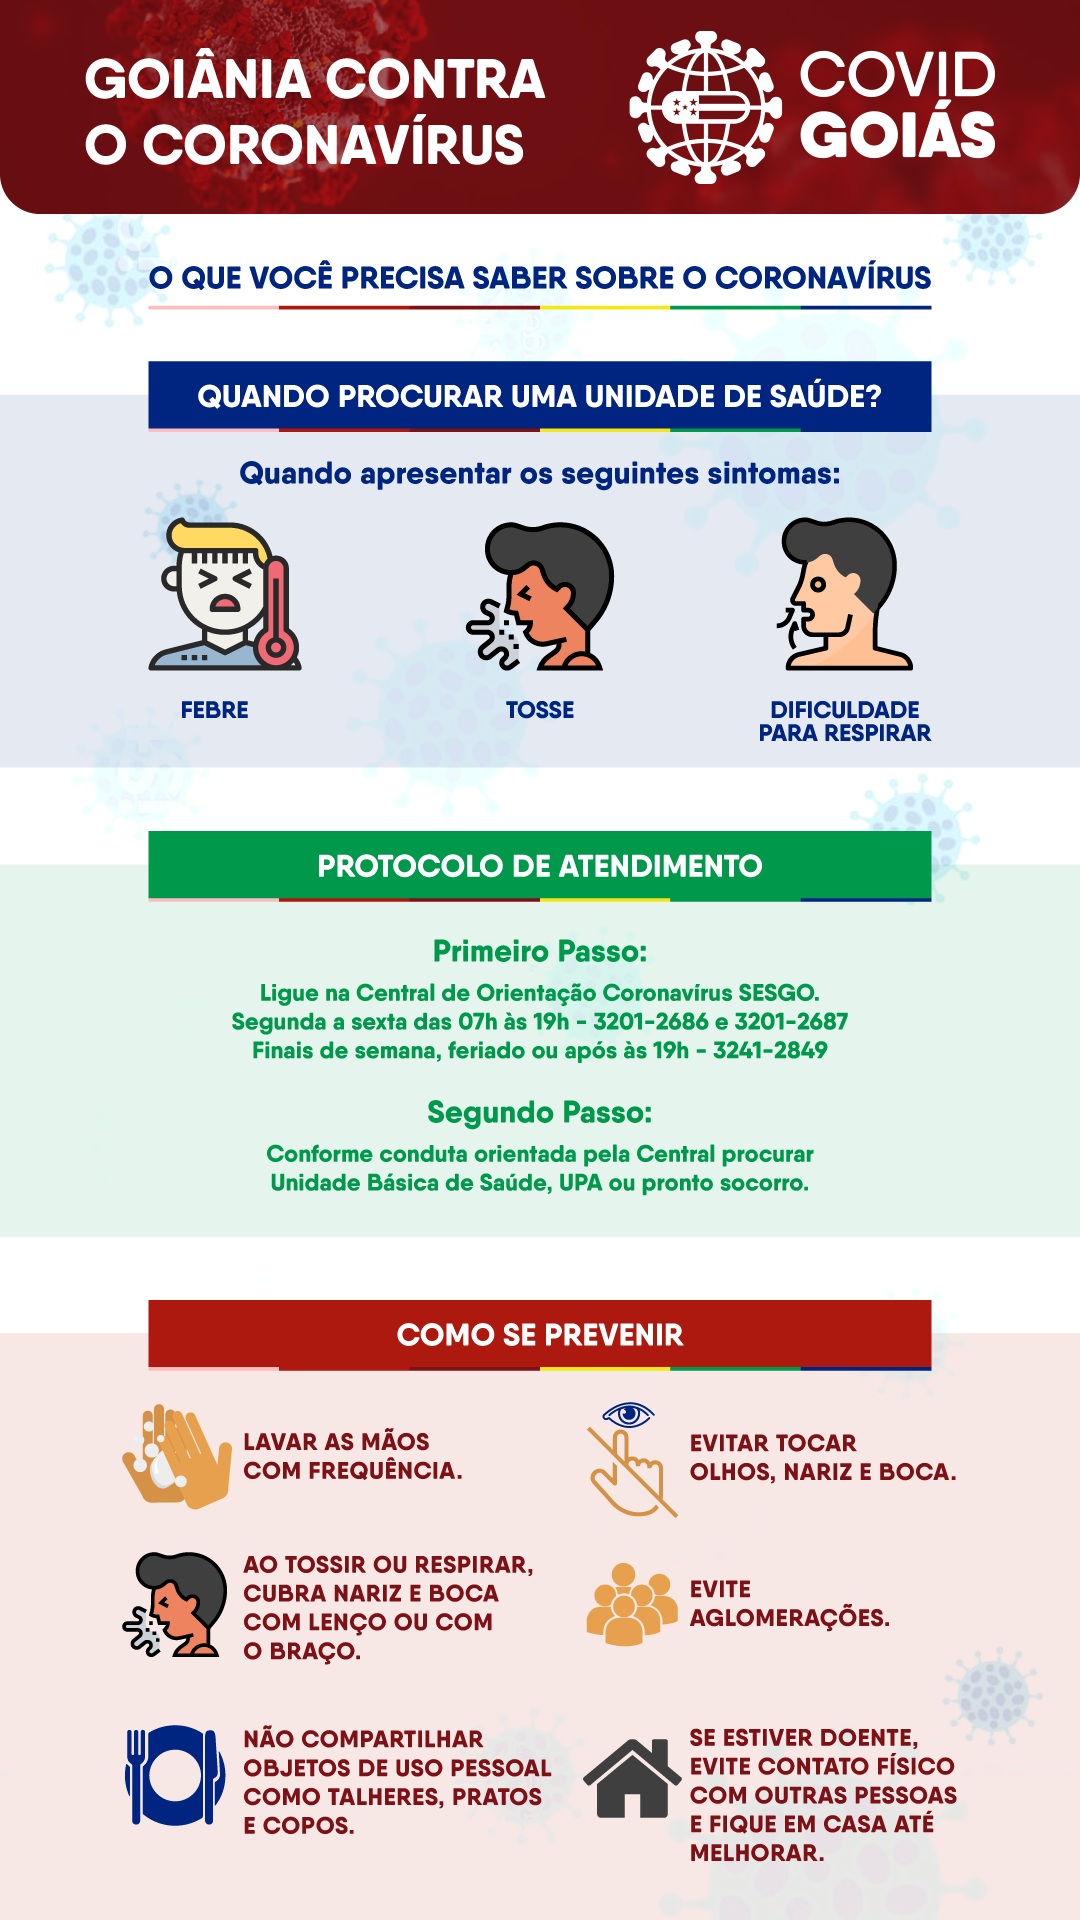 GOIÂNIA CONTRA
O CORONAVÍRUS
COVID
GOIÁS
O QUE VOCÊ PRECISA SABER SOBRE O CORONAVÍRUS
QUANDO PROCURAR UMA UNIDADE DE SAÚDE?
Quando apresentar os seguintes sintomas:
FEBRE
TOSSE
DIFICULDADE
PARA RESPIRAR
PROTOCOLO DE ATENDIMENTO
Primeiro Passo:
Ligue na Central de Orientação Coronavírus SESGO.
Segunda a sexta das 07h às 19h - 3201-2686 e 3201-2687
Finais de semana, feriado ou após às 19h - 3241-2849
Segundo Passo:
Conforme conduta orientada pela Central procurar
Unidade Básica de Saúde, UPA ou pronto socorro.
COMO SE PREVENIR
LAVAR AS MÃOS
COM FREQUÊNCIA.
EVITAR TOCAR
OLHOS, NARIZ E BOCA.
AO TOSSIR OU RESPIRAR,
CUBRA NARIZ E BOCA
COM LENÇO OU COM
O BRAÇO.
EVITE
AGLOMERAÇÕES.
NÃO COMPARTILHAR
OBJETOS DE USO PESSOAL
COMO TALHERES, PRATOS
E COPOS.
SE ESTIVER DOENTE,
EVITE CONTATO FÍSICO
COM OUTRAS PESSOAS
E FIQUE EM CASA ATÉ
MELHORAR.